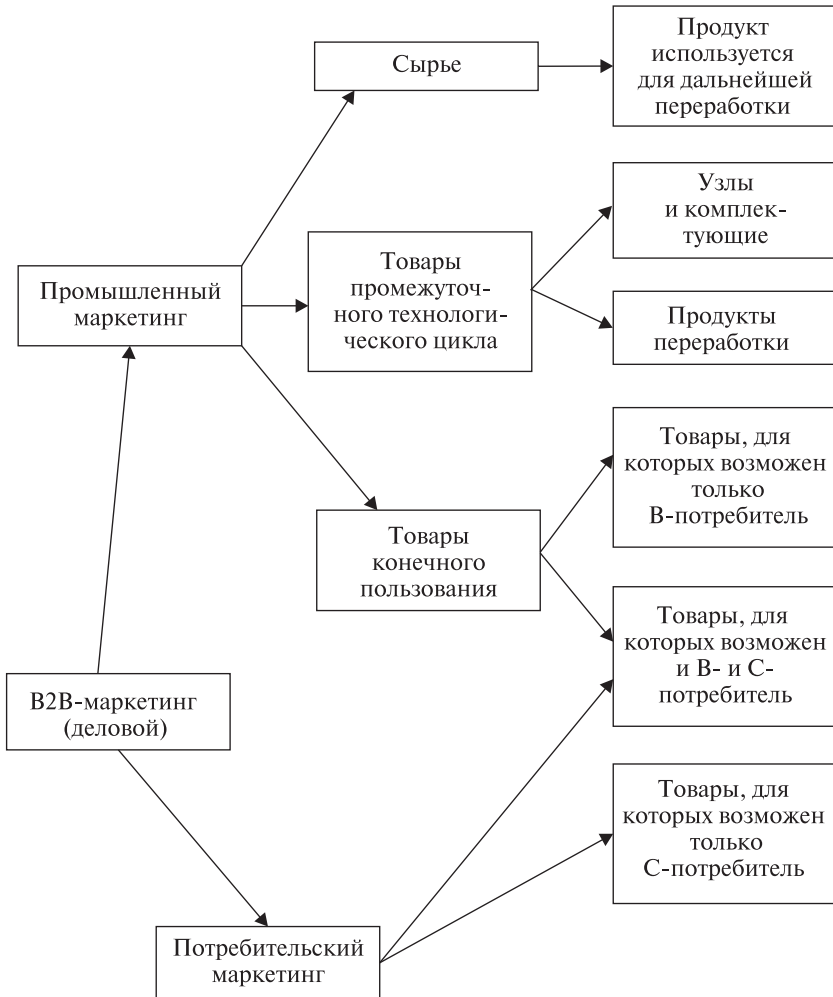 Сырье
Продукт
используется
для дальнейшей
переработки
Промышленный
маркетинг
Товары
промежуточ-
ного технологи-
ческого цикла
Узлы
и комплек-
тующие
Продукты
переработки
Товары
конечного
пользования
Товары, для
которых возможен
только
В-потребитель
Товары, для
которых возможен
и В- и С-
потребитель
В2В-маркетинг
(деловой)
Товары, для
которых возможен
только
С-потребитель
Потребительский
маркетинг